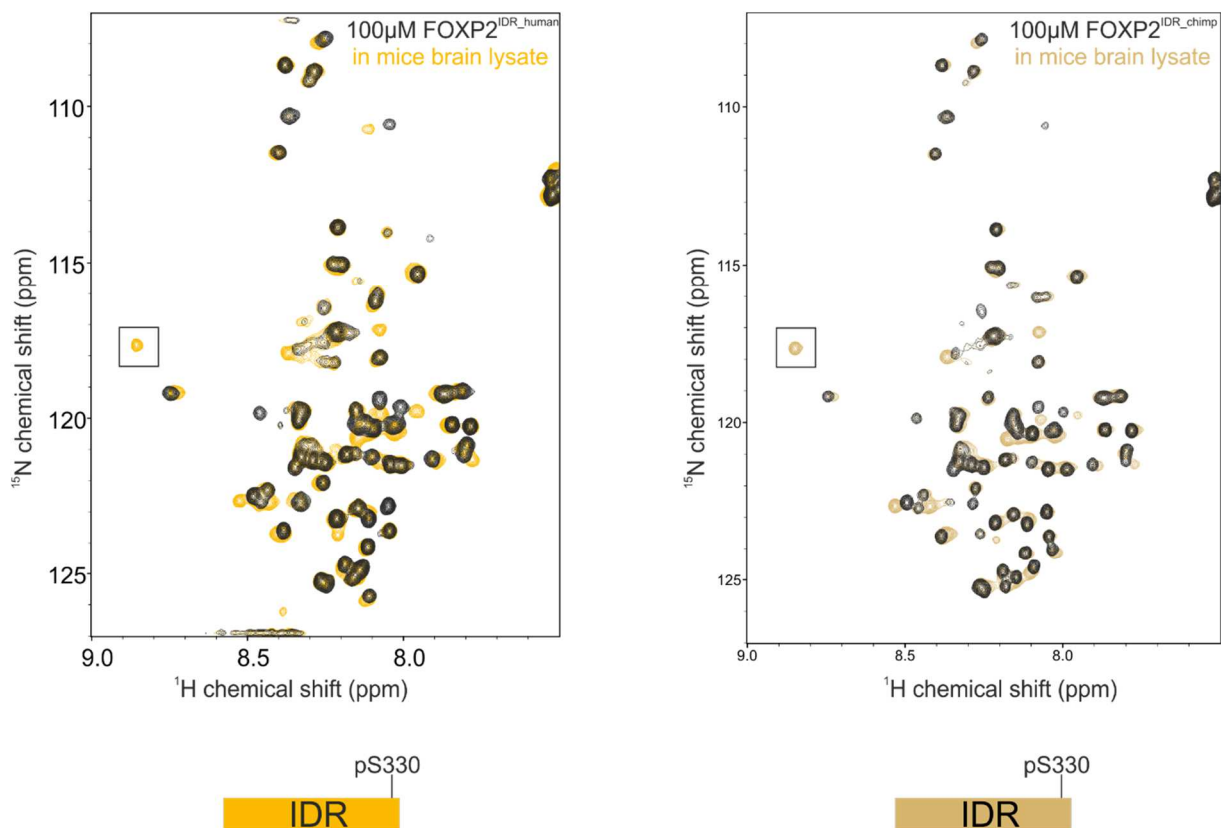 100μM FOXP2IDR_human
in mice brain lysate
110
115
120
125
15N chemical shift (ppm)
9.0 8.5 8.0
1H chemical shift (ppm)
pS330
IDR
100μM FOXP2IDR_chimp
in mice brain lysate
110
115
120
125
15N chemical shift (ppm)
9.0 8.5 8.0
1H chemical shift (ppm)
pS330
IDR